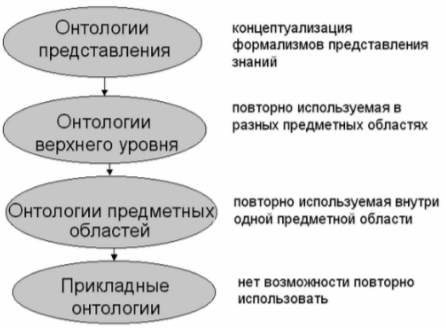 Онтологии
представления
концептуализация
формализмов представления
знаний
Онтологии
верхнего уровня
повторно используемая в
разных предметных областях
Онтологии предметных
областей
повторно используемая внутри
одной предметной области
Прикладные
онтологии
нет возможности повторно
использовать